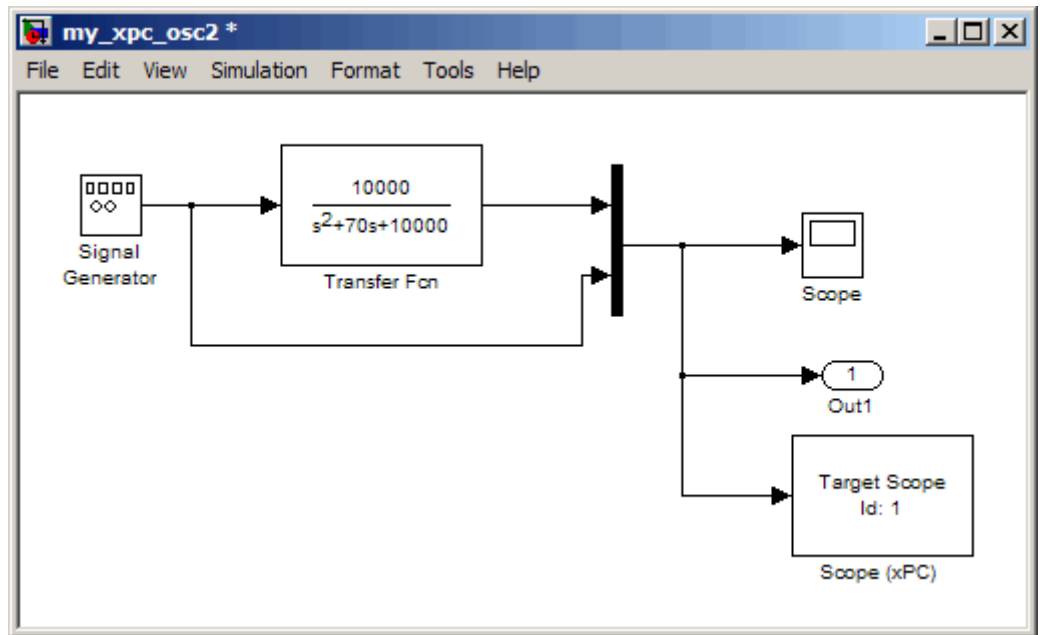 my_xpc_osc2 *
File Edit View Simulation Format Tools Help
Signal
Generator
10000
s2+70s+10000
Transfer Fcn
Scope
1
Out1
Target Scope
Id: 1
Scope (xPC)